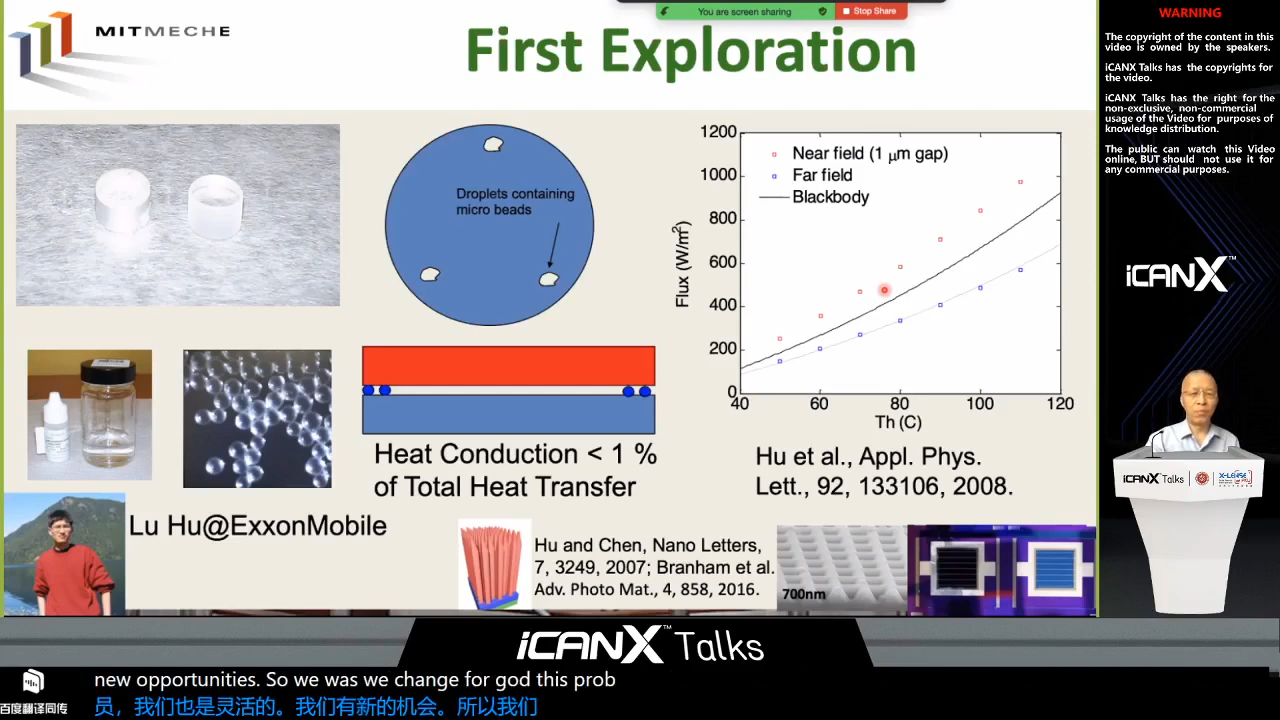 MITMECHE
You are screen sharing
Stop Share
First Exploration
Droplets containing
micro beads
1200
1000
800
600
400
200
0
40
60
80
100
120
Flux (W/m²)
Th (C)
Near field (1 μm gap)
Far field
Blackbody
Heat Conduction < 1 %
of Total Heat Transfer
Hu et al., Appl. Phys.
Lett., 92, 133106, 2008.
Lu Hu@ExxonMobile
Hu and Chen, Nano Letters,
7, 3249, 2007; Branham et al.
Adv. Photo Mat., 4, 858, 2016.
700nm
WARNING
The copyright of the content in this
video is owned by the speakers.
iCANX Talks has the copyrights for
the video.
iCANX Talks has the right for the
non-exclusive, non-commercial
usage of the Video for purposes of
knowledge distribution.
The public can watch this Video
online, BUT should not use it for
any commercial purposes.
iCANX™
iCANX Talks
iCANX™ Talks
百度翻译同传
new opportunities. So we was we change for god this prob
员，我们也是灵活的。我们有新的机会。所以我们